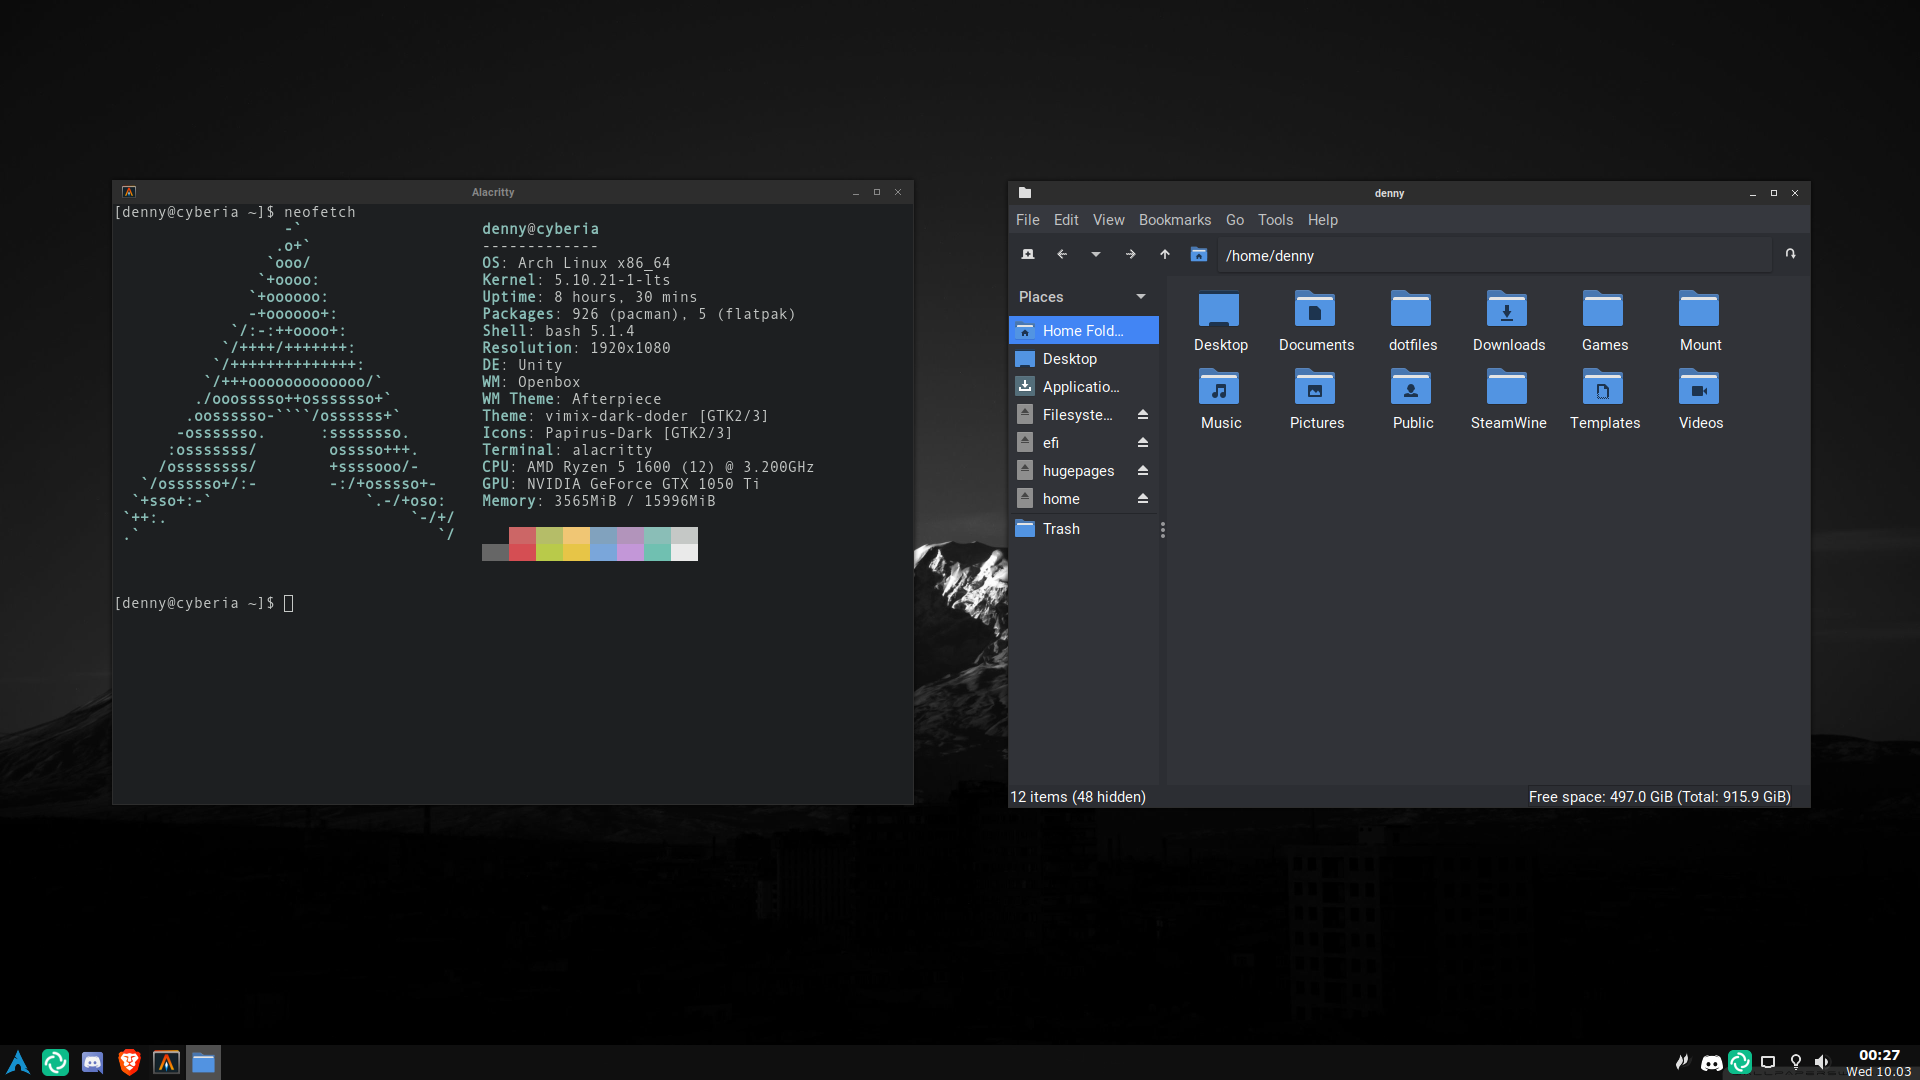 Alacritty
[denny@cyberia ~]$ neofetch
-`
.o+`
`ooo/
`+oooo:
`+oooooo:
-+oooooo+:
`/:-:++oooo+:
`/++++/+++++++:
`/++++++++++++++:
`/+++ooooooooooooo/`
./ooosssso++osssssso+`
.oossssso-````/ossssss+`
-osssssso. :ssssssso.
:osssssss/ osssso+++.
/ossssssss/ +ssssooo/-
`/ossssso+/:- -:/+osssso+-
`+sso+:-` `.-/+oso:
`++:. `-/+/
.` `/
denny@cyberia
-------------
OS: Arch Linux x86_64
Kernel: 5.10.21-1-lts
Uptime: 8 hours, 30 mins
Packages: 926 (pacman), 5 (flatpak)
Shell: bash 5.1.4
Resolution: 1920x1080
DE: Unity
WM: Openbox
WM Theme: Afterpiece
Theme: vimix-dark-doder [GTK2/3]
Icons: Papirus-Dark [GTK2/3]
Terminal: alacritty
CPU: AMD Ryzen 5 1600 (12) @ 3.200GHz
GPU: NVIDIA GeForce GTX 1050 Ti
Memory: 3565MiB / 15996MiB
[denny@cyberia ~]$
denny
File Edit View Bookmarks Go Tools Help
/home/denny
Places
Home Fold...
Desktop
Applicatio...
Filesyste...
efi
hugepages
home
Trash
Desktop Documents dotfiles Downloads Games Mount
Music Pictures Public SteamWine Templates Videos
12 items (48 hidden) Free space: 497.0 GiB (Total: 915.9 GiB)
00:27
Wed 10.03